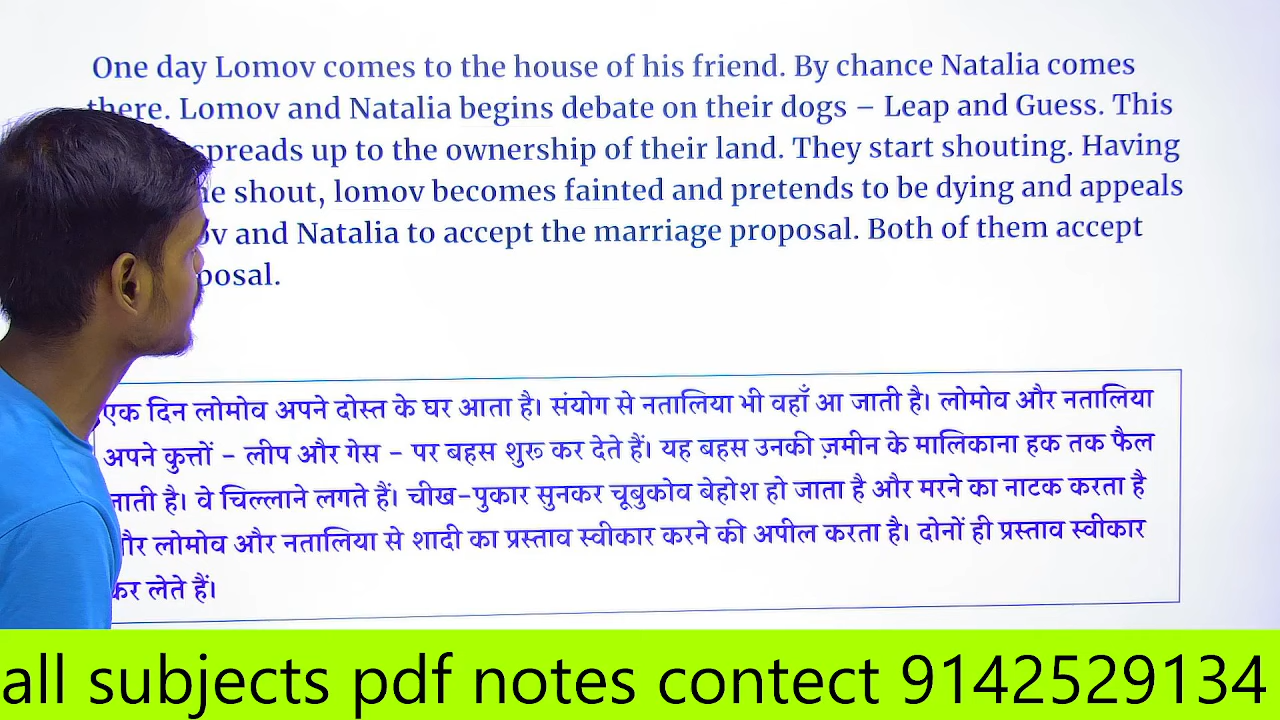 One day Lomov comes to the house of his friend. By chance Natalia comes
there. Lomov and Natalia begins debate on their dogs – Leap and Guess. This
spreads up to the ownership of their land. They start shouting. Having
shout, lomov becomes fainted and pretends to be dying and appeals
and Natalia to accept the marriage proposal. Both of them accept
एक दिन लोमोव अपने दोस्त के घर आता है। संयोग से नतालिया भी वहाँ आ जाती है। लोमोव और नतालिया
अपने कुत्तों – लीप और गेस – पर बहस शुरू कर देते हैं। यह बहस उनकी ज़मीन के मालिकाना हक तक फैल
जाती है। वे चिल्लाने लगते हैं। चीख-पुकार सुनकर चूबुकोव बेहोश हो जाता है और मरने का नाटक करता है
और लोमोव और नतालिया से शादी का प्रस्ताव स्वीकार करने की अपील करता है। दोनों ही प्रस्ताव स्वीकार
कर लेते हैं।
all subjects pdf notes contect 9142529134